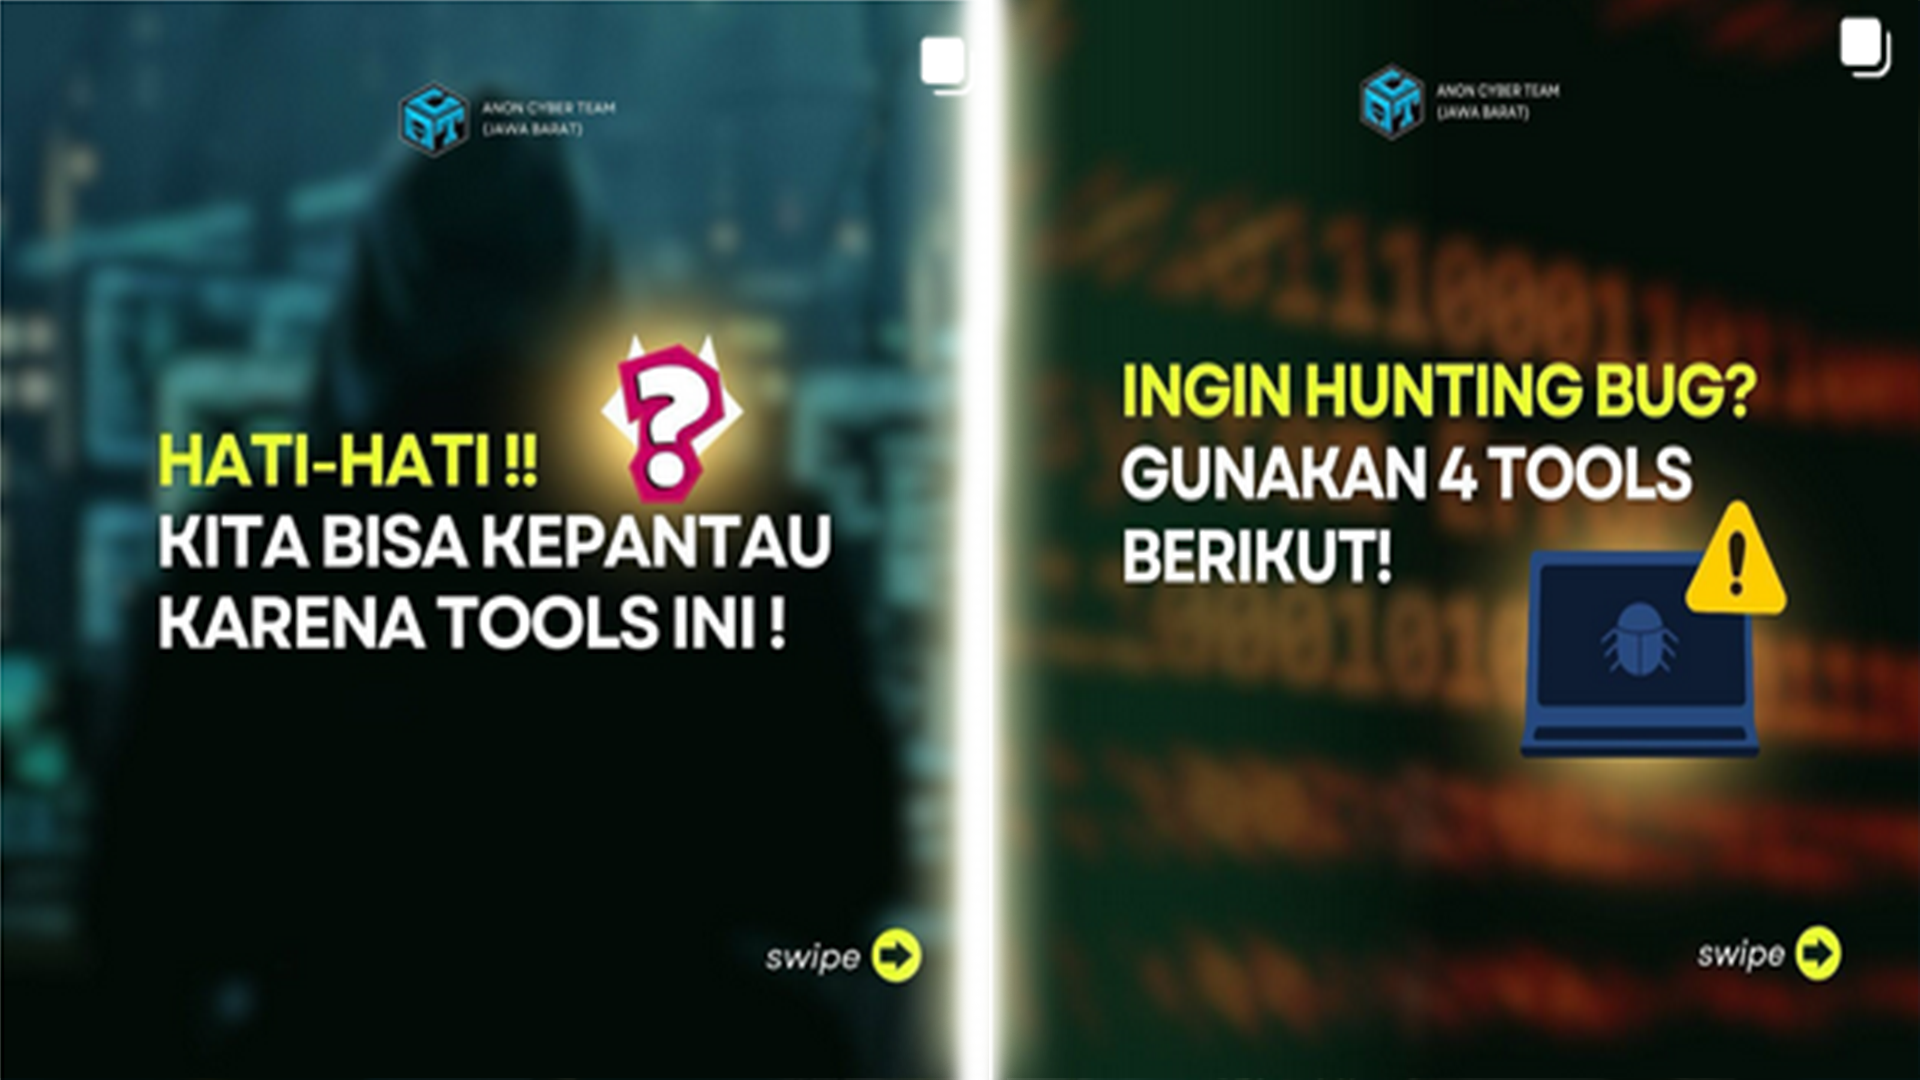 ANON CYBER TEAM
(JAWA BARAT)
HATI-HATI !!
KITA BISA KEPANTAU
KARENA TOOLS INI !
swipe
ANON CYBER TEAM
(JAWA BARAT)
INGIN HUNTING BUG?
GUNAKAN 4 TOOLS
BERIKUT!
swipe